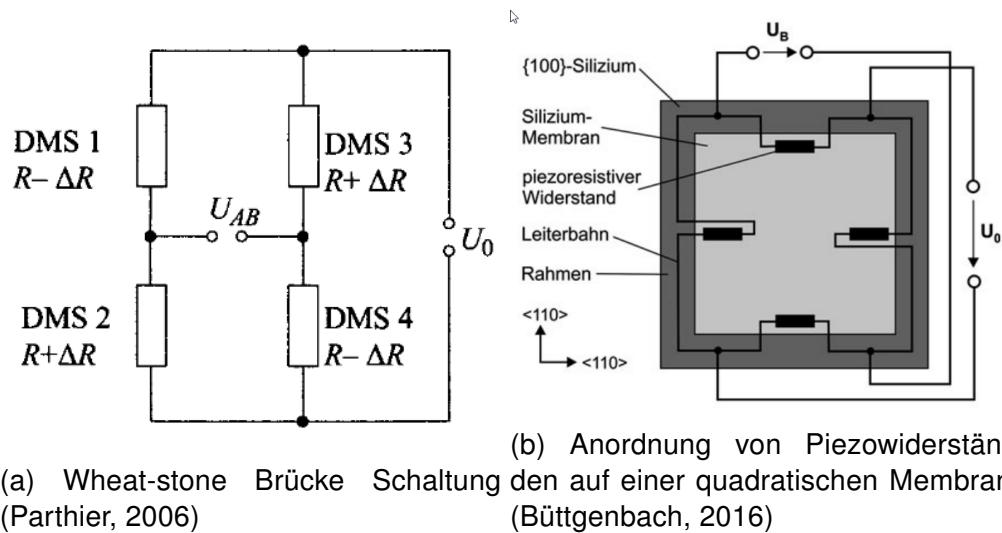 DMS 1
R– ΔR
DMS 3
R+ ΔR
U_AB
U_0
DMS 2
R+ΔR
DMS 4
R– ΔR
(a) Wheat-stone Brücke Schaltung
(Parthier, 2006)
U_B
{100}-Silizium
Silizium-
Membran
piezoresistiver
Widerstand
Leiterbahn
Rahmen
<110>
<110>
U_0
(b) Anordnung von Piezowiderstän
den auf einer quadratischen Membran
(Büttgenbach, 2016)